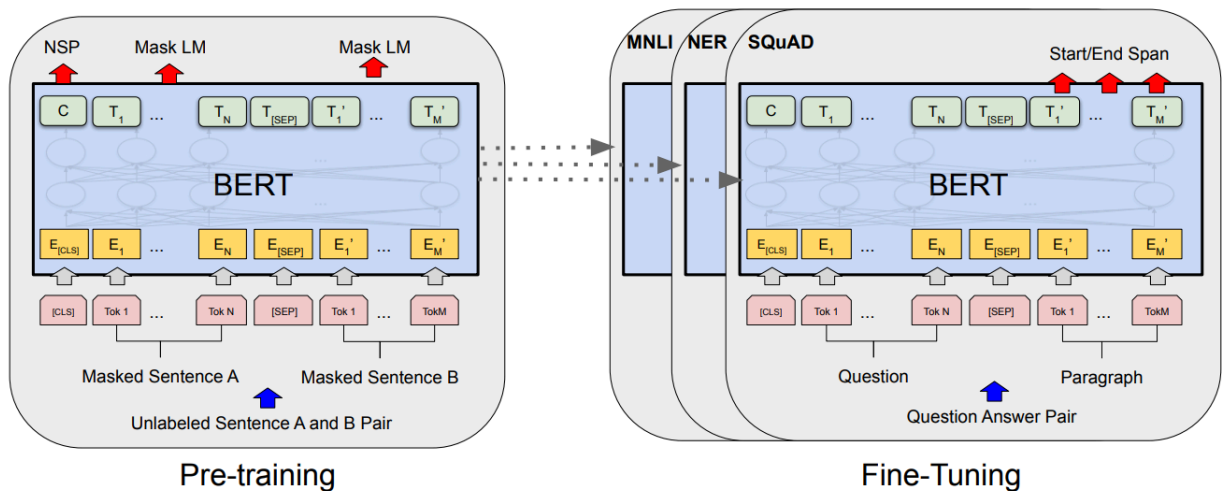 NSP Mask LM Mask LM
C T1 ... TN T[SEP] T1' ... TM'
... 
...
BERT
E[CLS] E1 ... EN E[SEP] E1' ... EM'
[CLS] Tok 1 ... Tok N [SEP] Tok 1 ... TokM
Masked Sentence A Masked Sentence B
Unlabeled Sentence A and B Pair
Pre-training
MNLI NER SQuAD
Start/End Span
C T1 ... TN T[SEP] T1' ... TM'
...
...
BERT
E[CLS] E1 ... EN E[SEP] E1' ... EM'
[CLS] Tok 1 ... Tok N [SEP] Tok 1 ... TokM
Question Paragraph
Question Answer Pair
Fine-Tuning